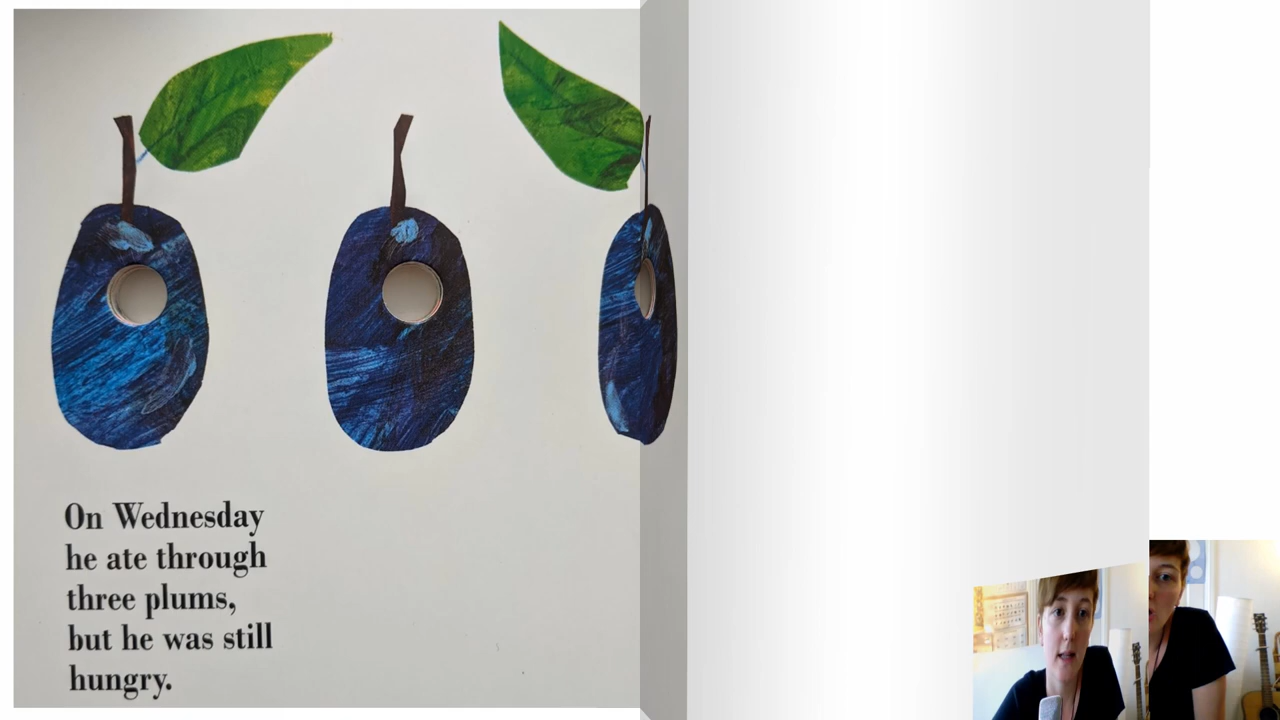 On Wednesday
he ate through
three plums,
but he was still
hungry.